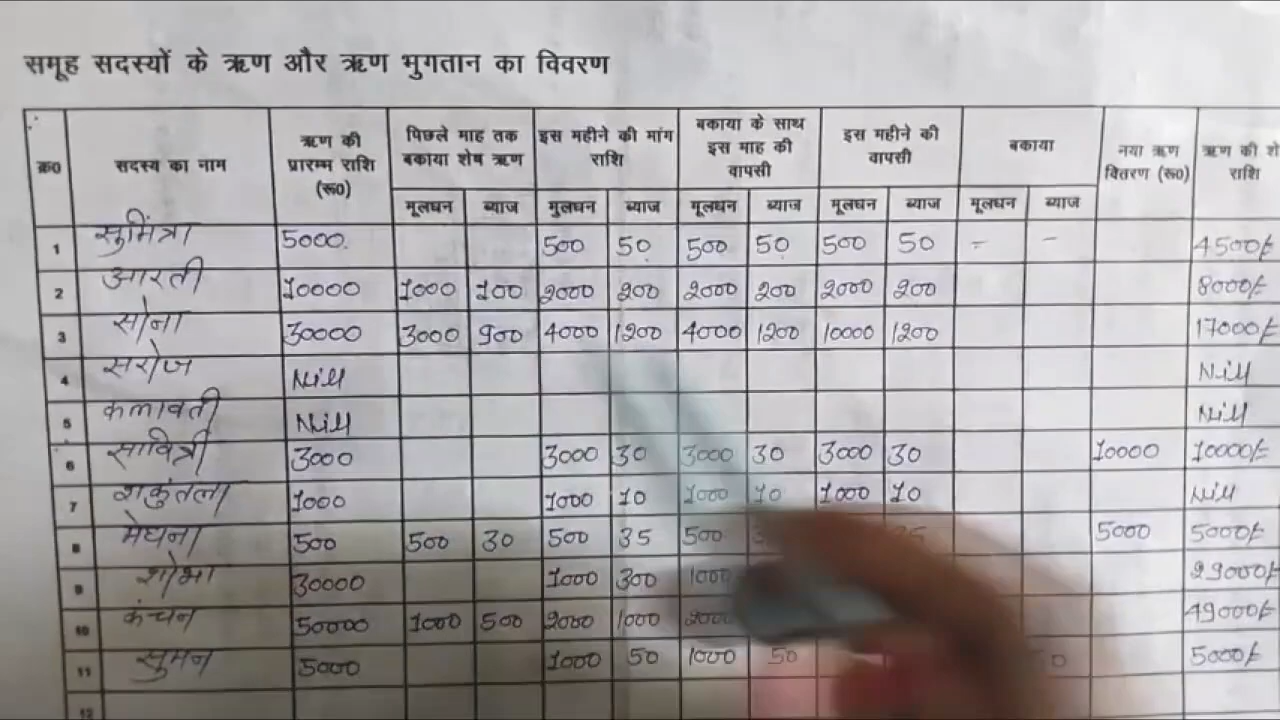 समूह सदस्यों के ऋण और ऋण भुगतान का विवरण
क्र0 सदस्य का नाम ऋण की प्रारम्भ राशि (रू0) पिछले माह तक बकाया शेष ऋण इस महीने की मांग राशि बकाया के साथ इस माह की वापसी इस महीने की वापसी बकाया नया ऋण वितरण (रू0) ऋण की राशि
मूलधन ब्याज मुलधन ब्याज मूलधन ब्याज मूलधन ब्याज मूलधन ब्याज
1 सुमिंत्रा 5000 500 50 500 50 500 50 - - 4500/-
2 आरती 10000 1000 100 2000 200 2000 200 2000 200 8000/-
3 सोना 30000 3000 900 4000 1200 4000 1200 10000 1200 17000/-
4 सरोज Nill Nill
5 कलावती Nill Nill
6 सावित्री 3000 3000 30 3000 30 3000 30 10000 10000/-
7 शकुंतला 1000 1000 10 1000 10 1000 10 Nill
8 मेघना 500 500 30 500 35 500 5000 5000/-
9 शोभा 30000 1000 300 1000 29000/-
10 कंचन 50000 1000 500 2000 1000 2000 49000/-
11 सुमन 5000 1000 50 1000 50 5000/-
12